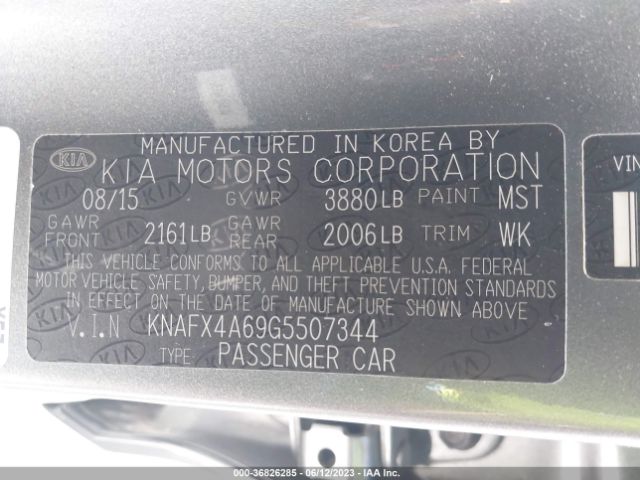 MANUFACTURED IN KOREA BY
KIA KIA MOTORS CORPORATION
08/15 GVWR 3880LB PAINT MST
GAWR FRONT 2161LB GAWR REAR 2006LB TRIM WK
THIS VEHICLE CONFORMS TO ALL APPLICABLE U.S.A. FEDERAL
MOTOR VEHICLE SAFETY, BUMPER, AND THEFT PREVENTION STANDARDS
IN EFFECT ON THE DATE OF MANUFACTURE SHOWN ABOVE
V.I.N KNAFX4A69G5507344
TYPE: PASSENGER CAR
VIN
000-36826285 - 06/12/2023 - IAA Inc.